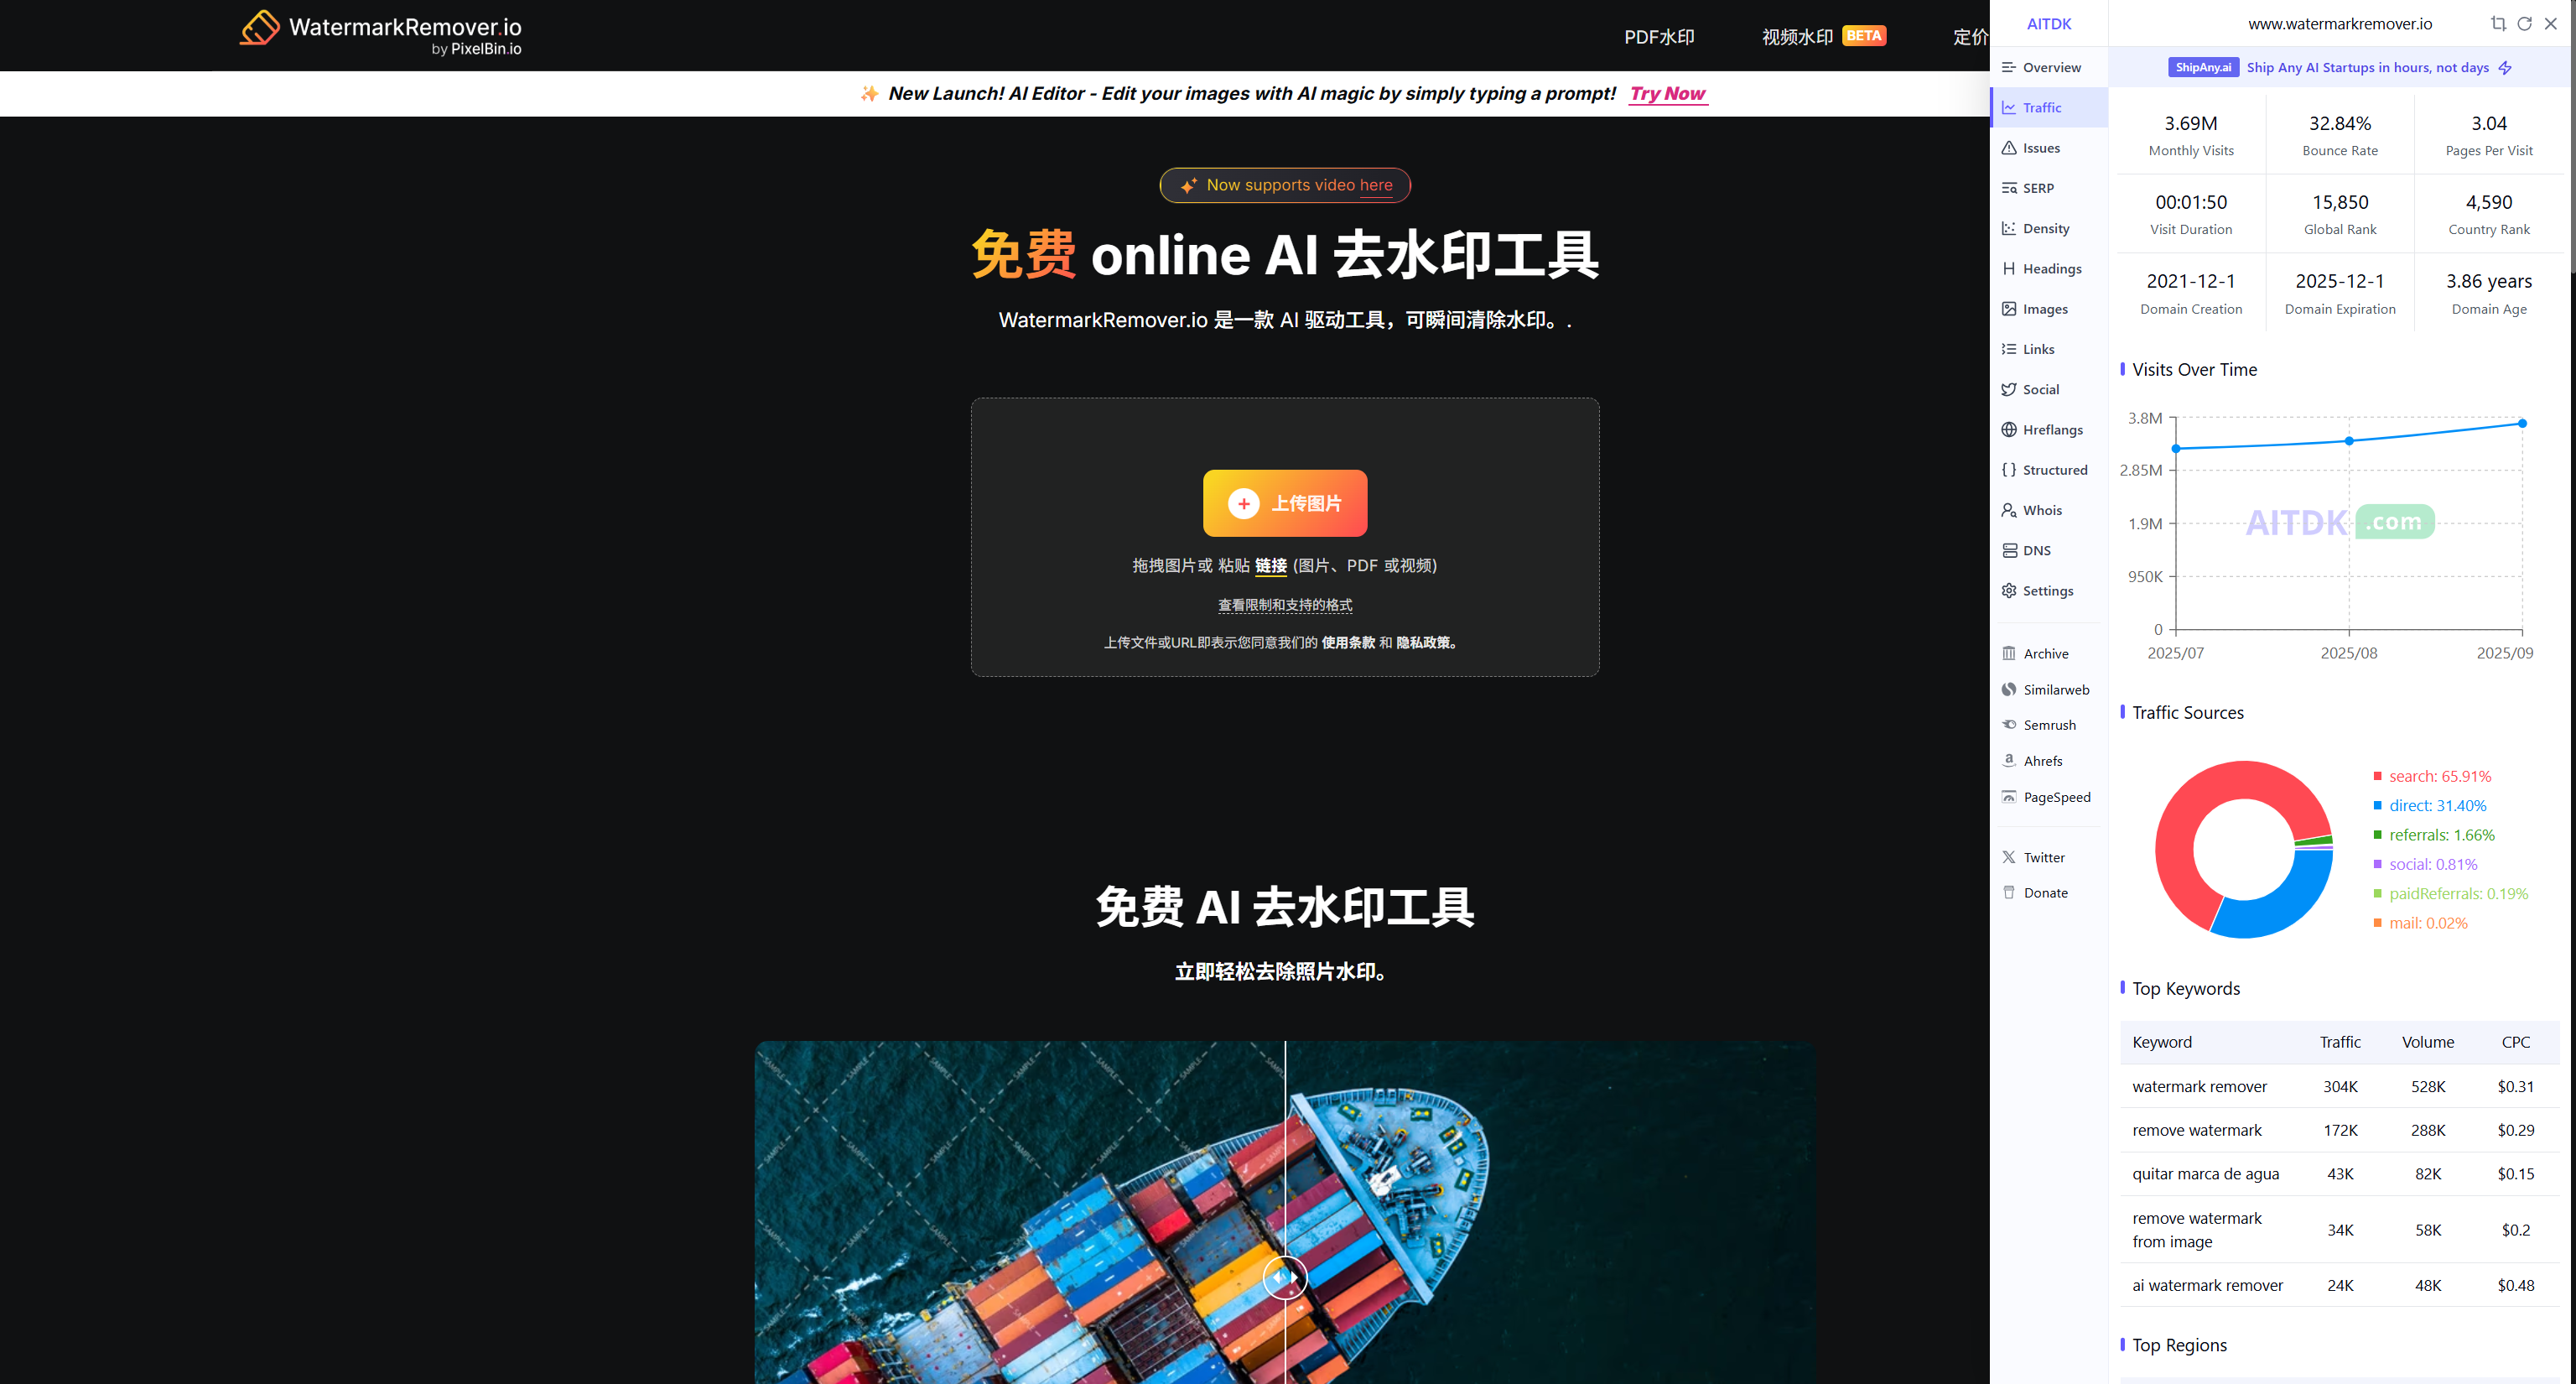 WatermarkRemover.io
by PixelBin.io
PDF水印
视频水印 BETA
定价
✨ New Launch! AI Editor - Edit your images with AI magic by simply typing a prompt! Try Now
Now supports video here
免费 online AI 去水印工具
WatermarkRemover.io 是一款 AI 驱动工具，可瞬间清除水印。.
上传图片
拖拽图片或 粘贴 链接 (图片、PDF 或视频)
查看限制和支持的格式
上传文件或URL即表示您同意我们的 使用条款 和 隐私政策。
免费 AI 去水印工具
立即轻松去除照片水印。
SAMPLE
AITDK
Overview
Traffic
Issues
SERP
Density
Headings
Images
Links
Social
Hreflangs
Structured
Whois
DNS
Settings
Archive
Similarweb
Semrush
Ahrefs
PageSpeed
Twitter
Donate
www.watermarkremover.io
ShipAny.ai Ship Any AI Startups in hours, not days
3.69M
Monthly Visits
32.84%
Bounce Rate
3.04
Pages Per Visit
00:01:50
Visit Duration
15,850
Global Rank
4,590
Country Rank
2021-12-1
Domain Creation
2025-12-1
Domain Expiration
3.86 years
Domain Age
Visits Over Time
3.8M
2.85M
1.9M
950K
0
2025/07
2025/08
2025/09
AITDK .com
Traffic Sources
search: 65.91%
direct: 31.40%
referrals: 1.66%
social: 0.81%
paidReferrals: 0.19%
mail: 0.02%
Top Keywords
Keyword Traffic Volume CPC
watermark remover 304K 528K $0.31
remove watermark 172K 288K $0.29
quitar marca de agua 43K 82K $0.15
remove watermark
from image 34K 58K $0.2
ai watermark remover 24K 48K $0.48
Top Regions